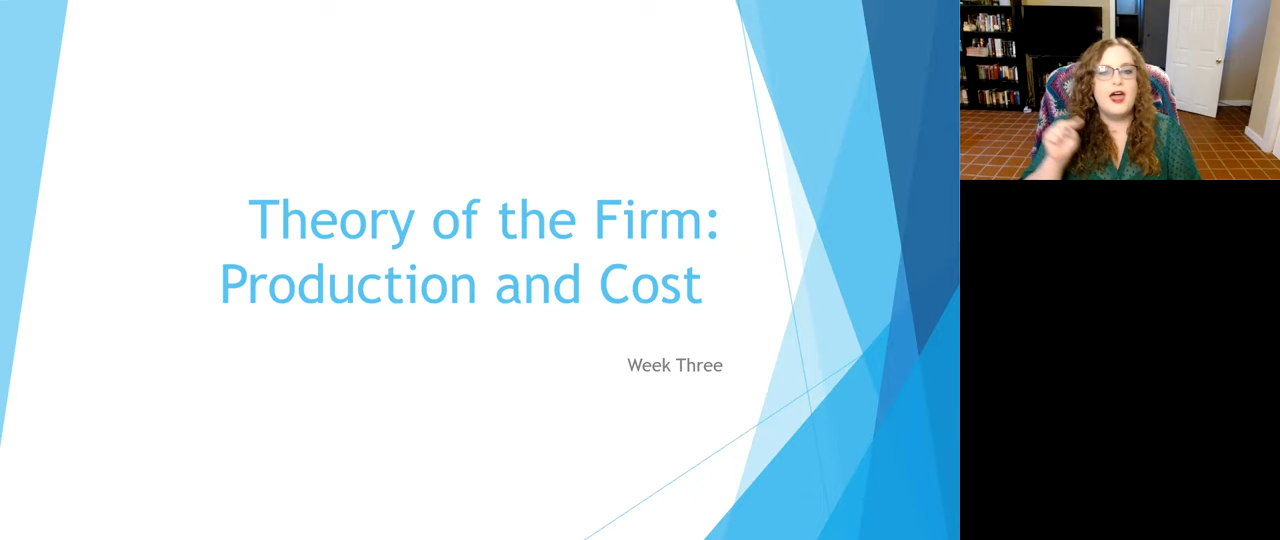 Theory of the Firm:
Production and Cost
Week Three